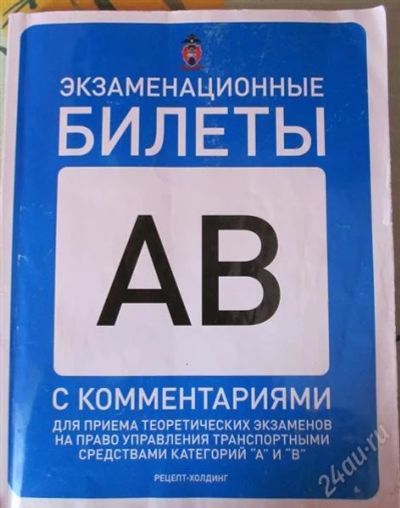 ЭКЗАМЕНАЦИОННЫЕ
БИЛЕТЫ
АВ
С КОММЕНТАРИЯМИ
ДЛЯ ПРИЕМА ТЕОРЕТИЧЕСКИХ ЭКЗАМЕНОВ
НА ПРАВО УПРАВЛЕНИЯ ТРАНСПОРТНЫМИ
СРЕДСТВАМИ КАТЕГОРИЙ "А" И "В"
РЕЦЕПТ-ХОЛДИНГ
24au.ru